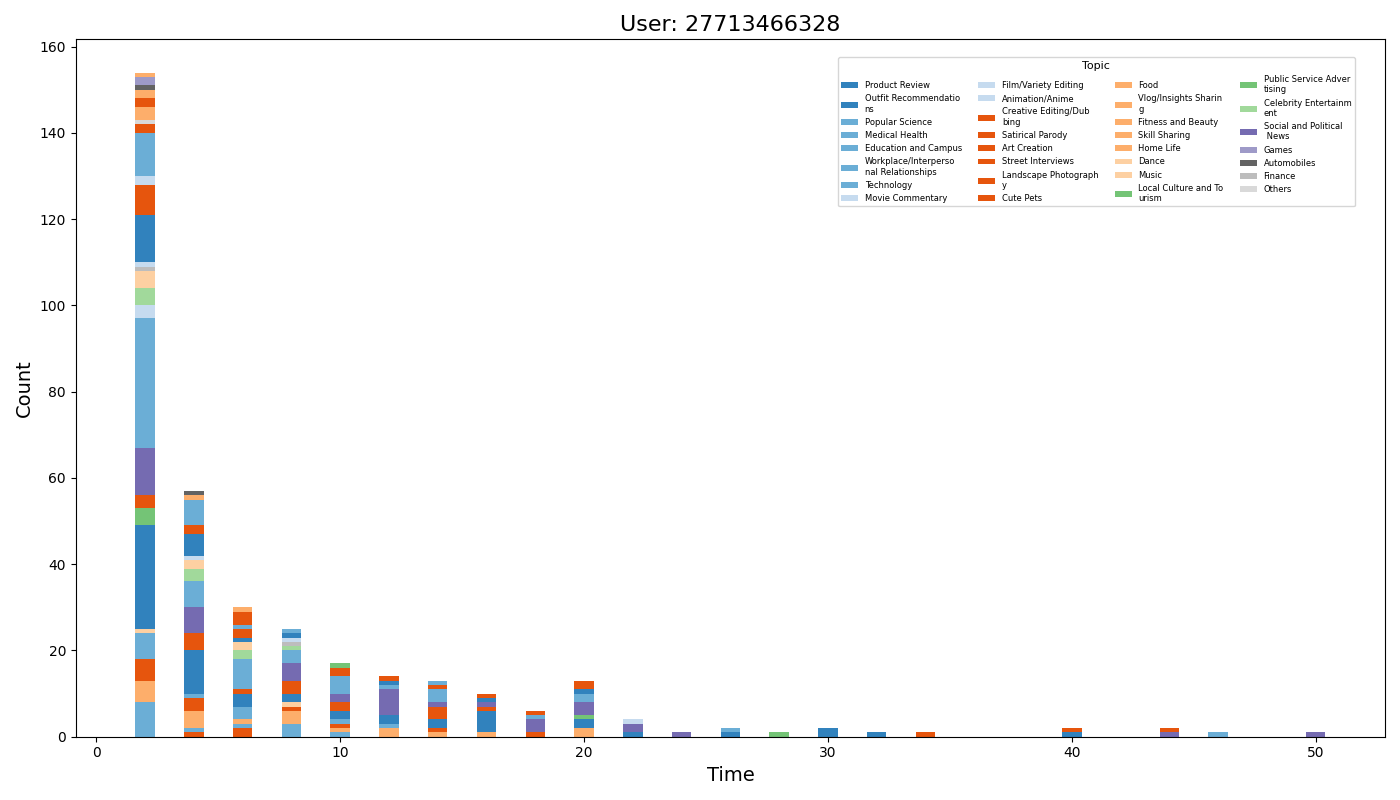 User: 27713466328
160
140
120
100
80
60
40
20
0
Count
0 10 20 30 40 50
Time
Topic
Product Review
Outfit Recommendatio
ns
Popular Science
Medical Health
Education and Campus
Workplace/Interperso
nal Relationships
Technology
Movie Commentary
Film/Variety Editing
Animation/Anime
Creative Editing/Dub
bing
Satirical Parody
Art Creation
Street Interviews
Landscape Photograph
y
Cute Pets
Food
Vlog/Insights Sharin
g
Fitness and Beauty
Skill Sharing
Home Life
Dance
Music
Local Culture and To
urism
Public Service Adver
tising
Celebrity Entertainm
ent
Social and Political
News
Games
Automobiles
Finance
Others